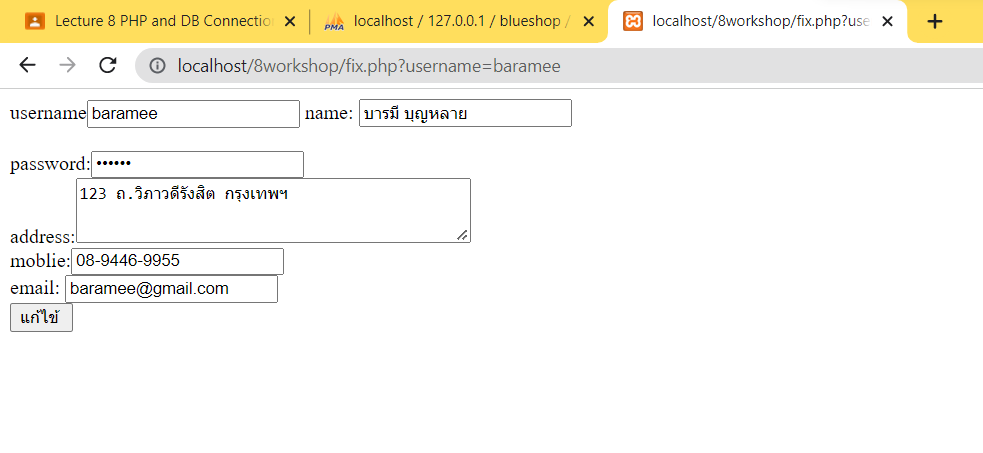 Lecture 8 PHP and DB Connectio
PMA localhost / 127.0.0.1 / blueshop /
localhost/8workshop/fix.php?use
localhost/8workshop/fix.php?username=baramee
username baramee name: บารมี บุญหลาย
password: ••••••
123 ถ.วิภาวดีรังสิต กรุงเทพฯ
address:
moblie: 08-9446-9955
email: baramee@gmail.com
แก้ไข้